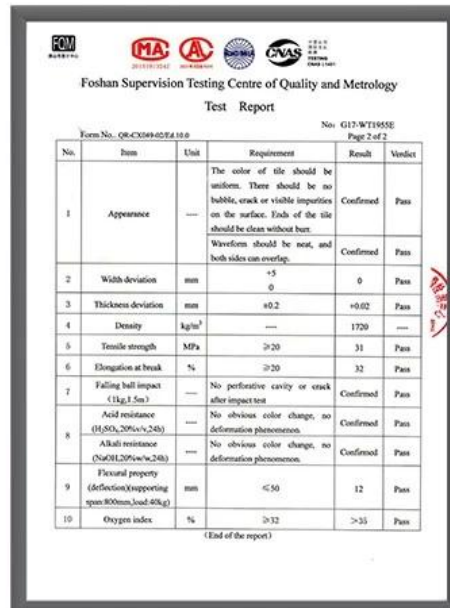 FQM
MA
AL
CNAS
TESTING
CNAS L1401
Foshan Supervision Testing Centre of Quality and Metrology
Test Report
No: G17-WT1955E
Form No.: QR-CX049-02/Ed.10.0
Page 2 of 2
No. Item Unit Requirement Result Verdict
1 Appearance ---- The color of tile should be uniform. There should be no bubble, crack or visible impurities on the surface. Ends of the tile should be clean without burr. Confirmed Pass
Waveform should be neat, and both sides can overlap. Confirmed Pass
2 Width deviation mm +5 0 0 Pass
3 Thickness deviation mm ±0.2 +0.02 Pass
4 Density kg/m³ ---- 1720 ----
5 Tensile strength MPa ≥20 31 Pass
6 Elongation at break % ≥20 32 Pass
7 Falling ball impact (1kg,1.5m) ---- No perforative cavity or crack after impact test Confirmed Pass
8 Acid resistance (H₂SO₄,20%v/v,24h) ---- No obvious color change, no deformation phenomenon. Confirmed Pass
Alkali resistance (NaOH,20%w/w,24h) ---- No obvious color change, no deformation phenomenon. Confirmed Pass
9 Flexural property (deflection)(supporting span:800mm,load:40kg) mm ≤50 12 Pass
10 Oxygen index % ≥32 >35 Pass
(End of the report)